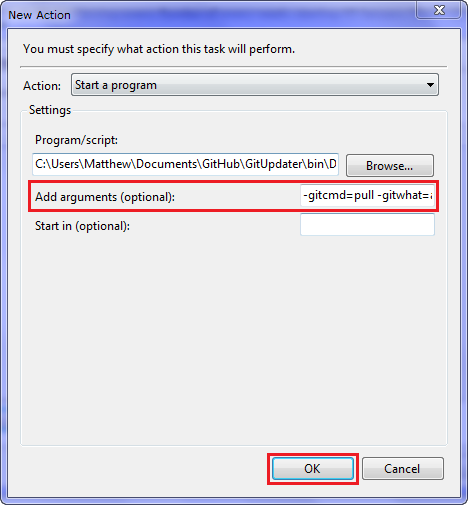 New Action
You must specify what action this task will perform.
Action: Start a program
Settings
Program/script:
C:\Users\Matthew\Documents\GitHub\GitUpdater\bin\D Browse...
Add arguments (optional): -gitcmd=pull -gitwhat=
Start in (optional):
OK Cancel